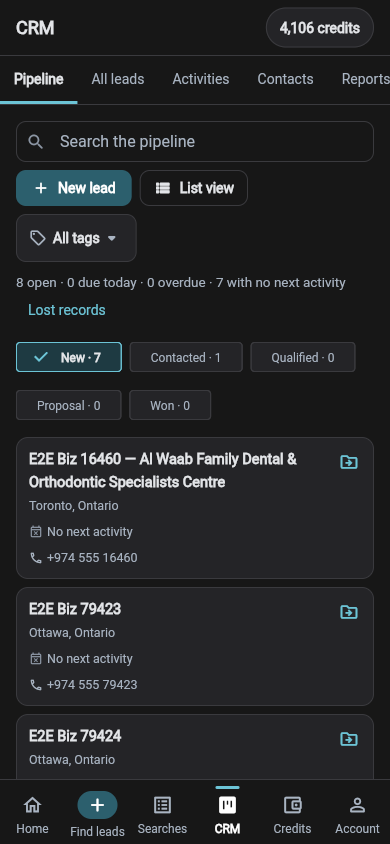 CRM
4,106 credits
Pipeline
All leads
Activities
Contacts
Reports
Search the pipeline
New lead
List view
All tags
8 open · 0 due today · 0 overdue · 7 with no next activity
Lost records
New · 7
Contacted · 1
Qualified · 0
Proposal · 0
Won · 0
E2E Biz 16460 — Al Waab Family Dental &
Orthodontic Specialists Centre
Toronto, Ontario
No next activity
+974 555 16460
E2E Biz 79423
Ottawa, Ontario
No next activity
+974 555 79423
E2E Biz 79424
Ottawa, Ontario
Home
Find leads
Searches
CRM
Credits
Account